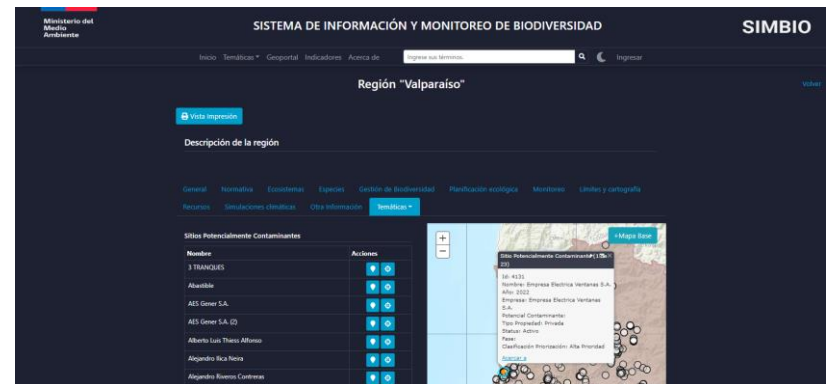 Ministerio del
Medio
Ambiente
SISTEMA DE INFORMACIÓN Y MONITOREO DE BIODIVERSIDAD
SIMBIO
Inicio Temáticas Geoportal Indicadores Acerca de Ingrese sus términos. Ingresar
Región "Valparaíso"
Volver
Vista Impresión
Descripción de la región
General Normativa Ecosistemas Especies Gestión de Biodiversidad Planificación ecológica Monitoreo Límites y cartografía
Recursos Simulaciones climáticas Otra información Temáticas
Sitios Potencialmente Contaminantes
Nombre Acciones
3 TRANQUES
Abastible
AES Gener S.A.
AES Gener S.A. (2)
Alberto Luis Thiess Alfonso
Alejandro Rica Neira
Alejandro Riveros Contreras
+
-
+Mapa Base
Sitio Potencialmente Contaminante
Id: 4131
Nombre: Empresa Electrica Ventanas S.A.
Año: 2022
Empresa: Empresa Electrica Ventanas
S.A.
Potencial Contaminante:
Tipo Propiedad: Privada
Status: Activo
Fase:
Clasificación Priorización: Alta Prioridad
Acercar a